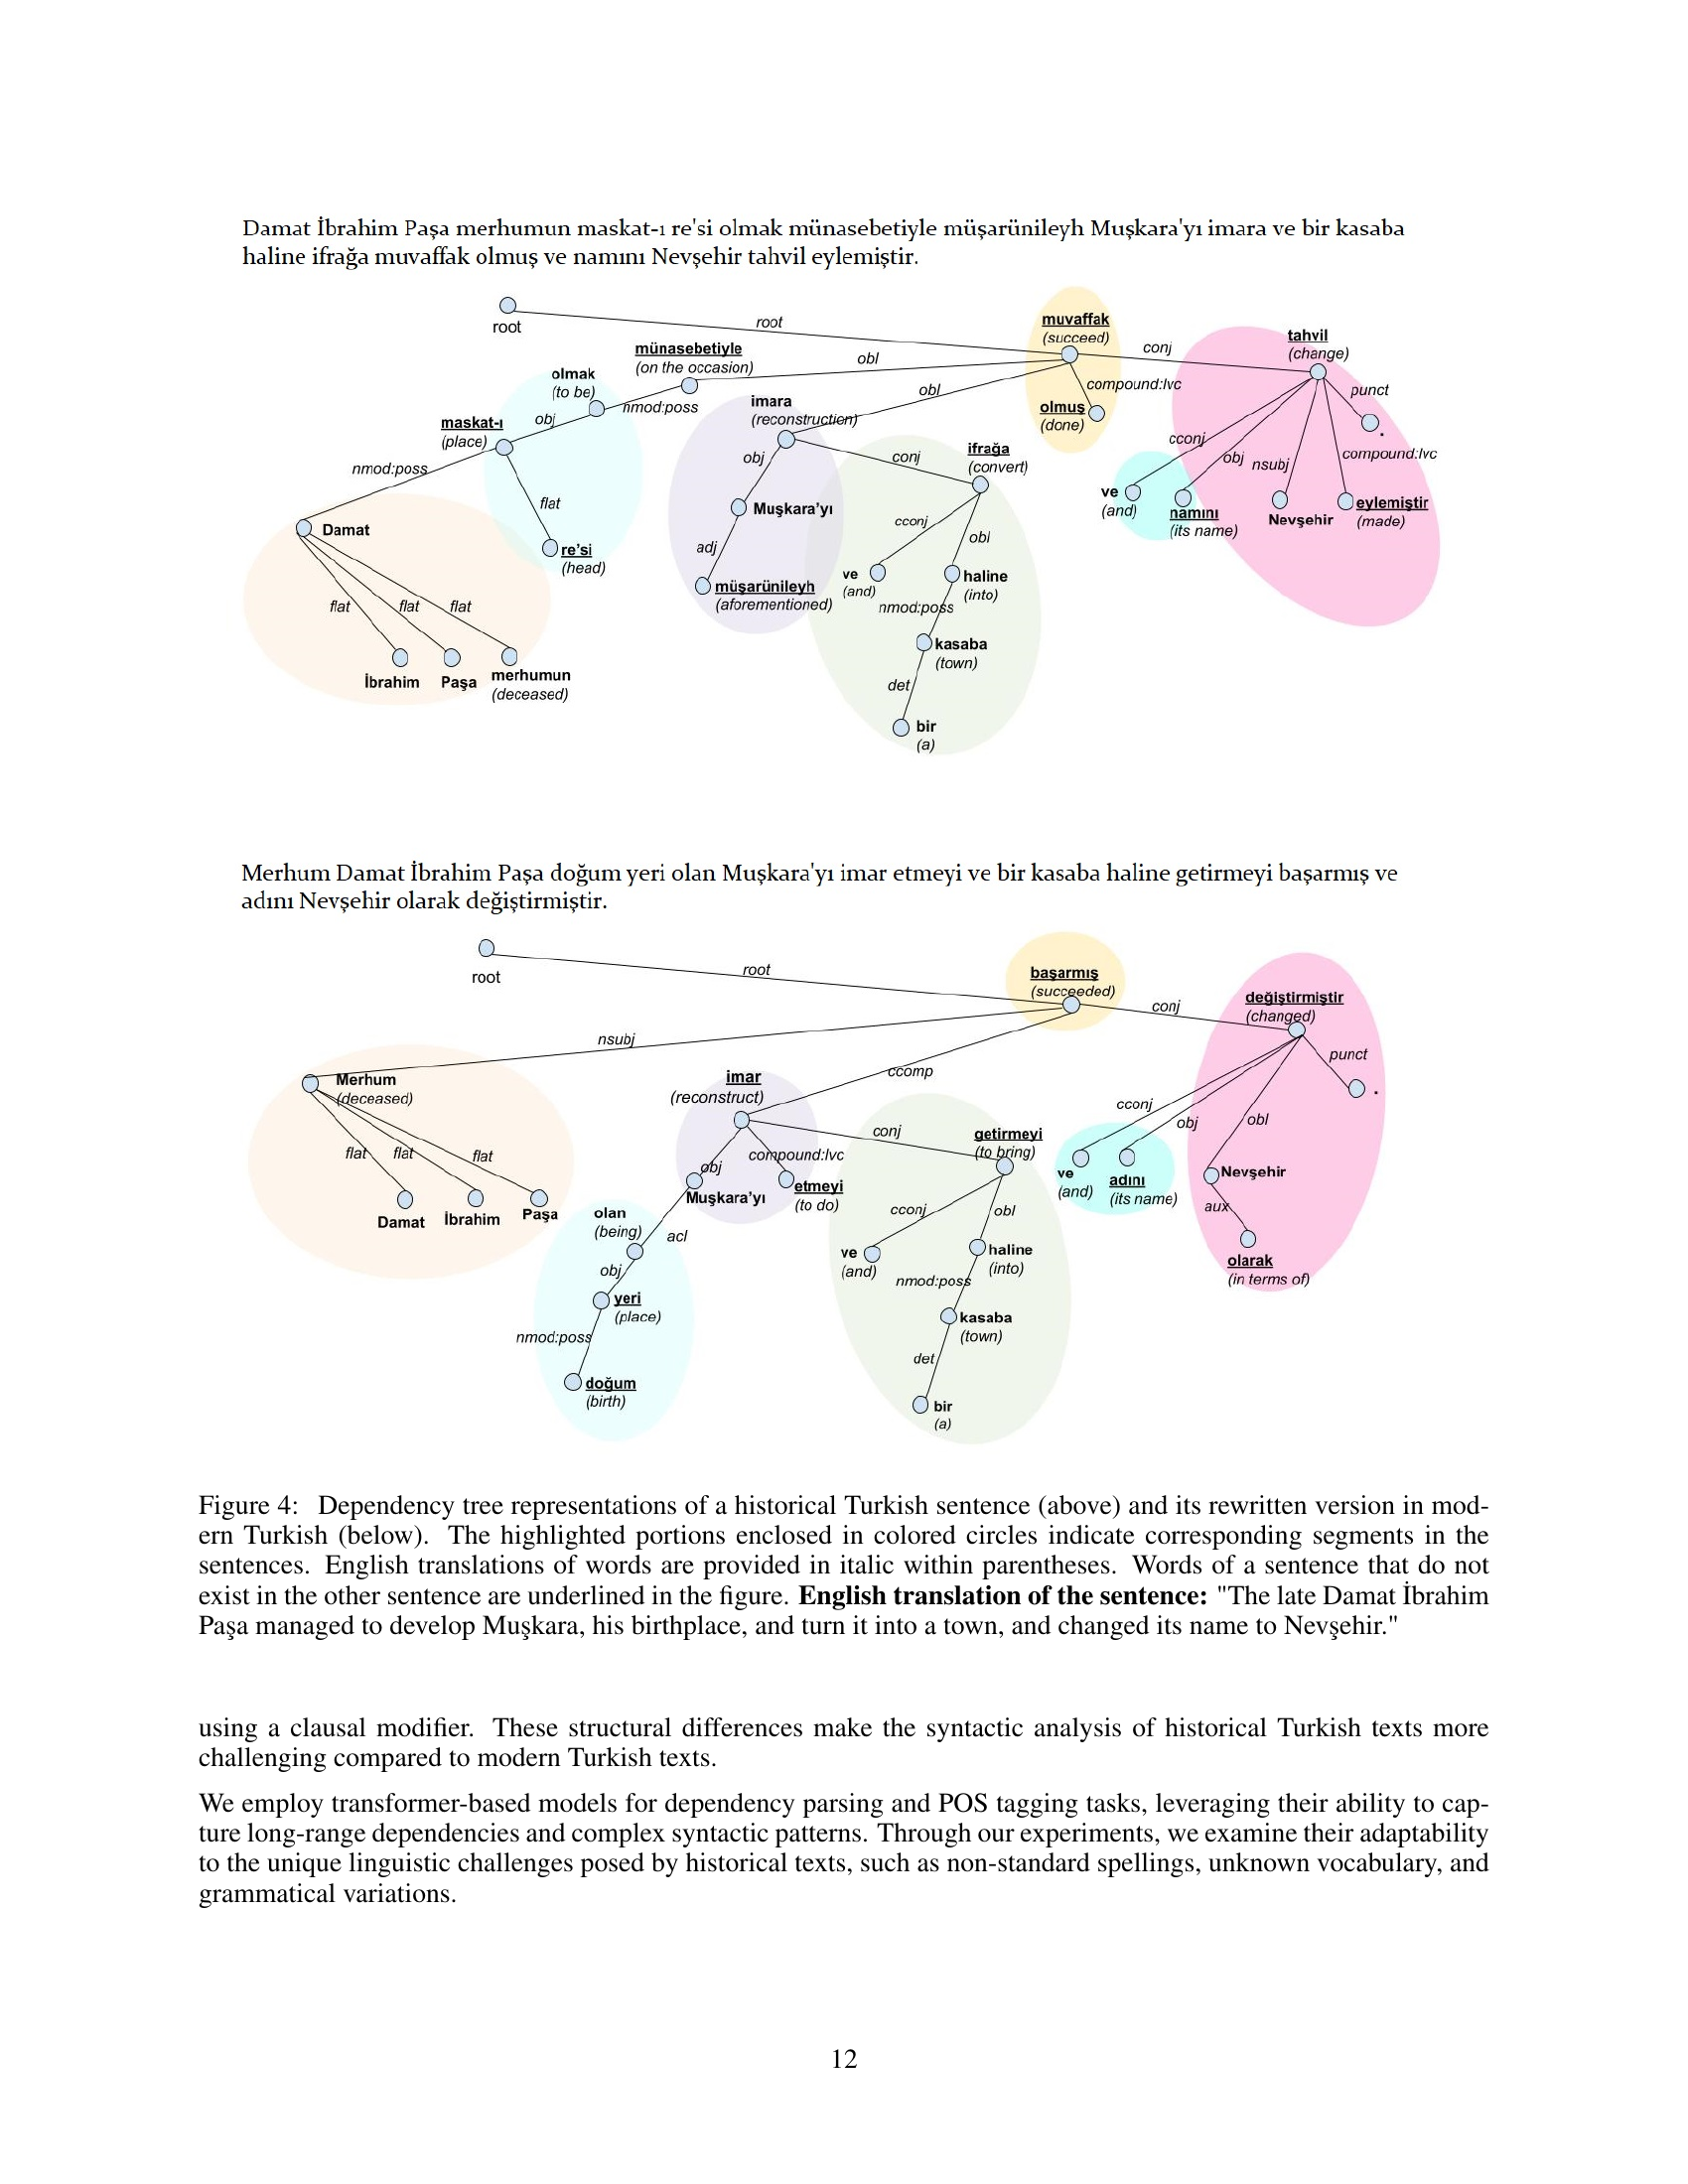 Damat İbrahim Paşa merhumun maskat-ı re'si olmak münasebetiyle müşarünileyh Muşkara'yı imara ve bir kasaba
haline ifrağa muvaffak olmuş ve namını Nevşehir tahvil eylemiştir.
root
root
muvaffak
(succeed)
conj
tahvil
(change)
münasebetiyle
(on the occasion)
obl
olmak
(to be)
nmod:poss
imara
(reconstruction)
obl
compound:lvc
punct
olmuş
(done)
.
maskat-ı
(place)
obj
nmod:poss
flat
obj
conj
ifrağa
(convert)
cconj
obj
nsubj
compound:lvc
ve
(and)
namını
(its name)
Nevşehir
eylemiştir
(made)
Damat
re'si
(head)
Muşkara'yı
adj
müşarünileyh
(aforementioned)
cconj
obl
ve
(and)
haline
(into)
nmod:poss
flat
flat
flat
kasaba
(town)
İbrahim
Paşa
merhumun
(deceased)
det
bir
(a)
Merhum Damat İbrahim Paşa doğum yeri olan Muşkara'yı imar etmeyi ve bir kasaba haline getirmeyi başarmış ve
adını Nevşehir olarak değiştirmiştir.
root
root
başarmış
(succeeded)
conj
değiştirmiştir
(changed)
nsubj
ccomp
punct
.
Merhum
(deceased)
imar
(reconstruct)
cconj
obj
obl
flat
flat
flat
obj
compound:lvc
conj
getirmeyi
(to bring)
Muşkara'yı
etmeyi
(to do)
ve
(and)
adını
(its name)
Nevşehir
aux
olarak
(in terms of)
Damat
İbrahim
Paşa
olan
(being)
acl
cconj
obl
ve
(and)
haline
(into)
obj
yeri
(place)
nmod:poss
nmod:poss
kasaba
(town)
doğum
(birth)
det
bir
(a)
Figure 4: Dependency tree representations of a historical Turkish sentence (above) and its rewritten version in mod-
ern Turkish (below). The highlighted portions enclosed in colored circles indicate corresponding segments in the
sentences. English translations of words are provided in italic within parentheses. Words of a sentence that do not
exist in the other sentence are underlined in the figure. English translation of the sentence: "The late Damat İbrahim
Paşa managed to develop Muşkara, his birthplace, and turn it into a town, and changed its name to Nevşehir."
using a clausal modifier. These structural differences make the syntactic analysis of historical Turkish texts more
challenging compared to modern Turkish texts.
We employ transformer-based models for dependency parsing and POS tagging tasks, leveraging their ability to cap-
ture long-range dependencies and complex syntactic patterns. Through our experiments, we examine their adaptability
to the unique linguistic challenges posed by historical texts, such as non-standard spellings, unknown vocabulary, and
grammatical variations.
12